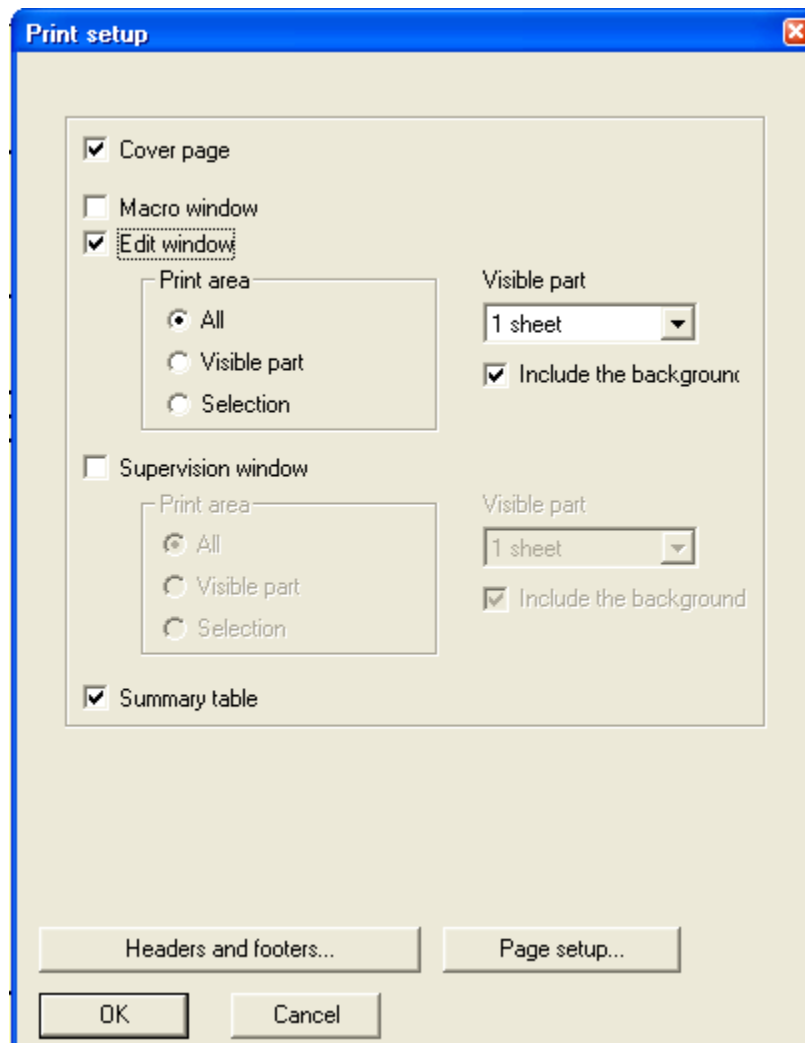 Print setup
Cover page
Macro window
Edit window
Print area
Visible part
All
1 sheet
Visible part
Include the background
Selection
Supervision window
Print area
Visible part
All
1 sheet
Visible part
Include the background
Selection
Summary table
Headers and footers...
Page setup...
OK
Cancel